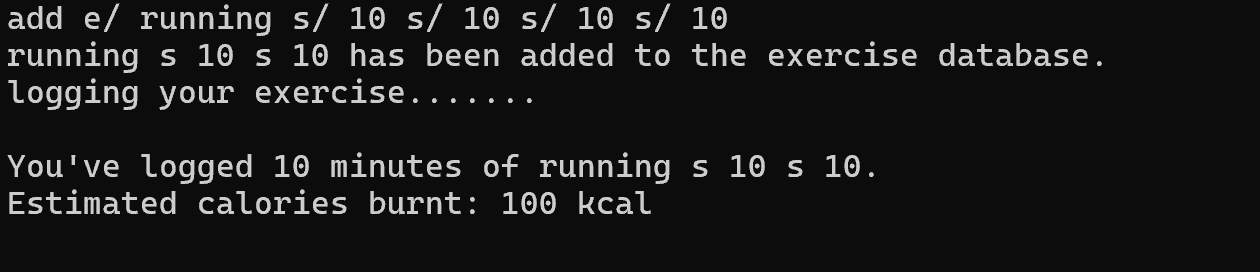 add e/ running s/ 10 s/ 10 s/ 10 s/ 10
running s 10 s 10 has been added to the exercise database.
logging your exercise.......
You've logged 10 minutes of running s 10 s 10.
Estimated calories burnt: 100 kcal